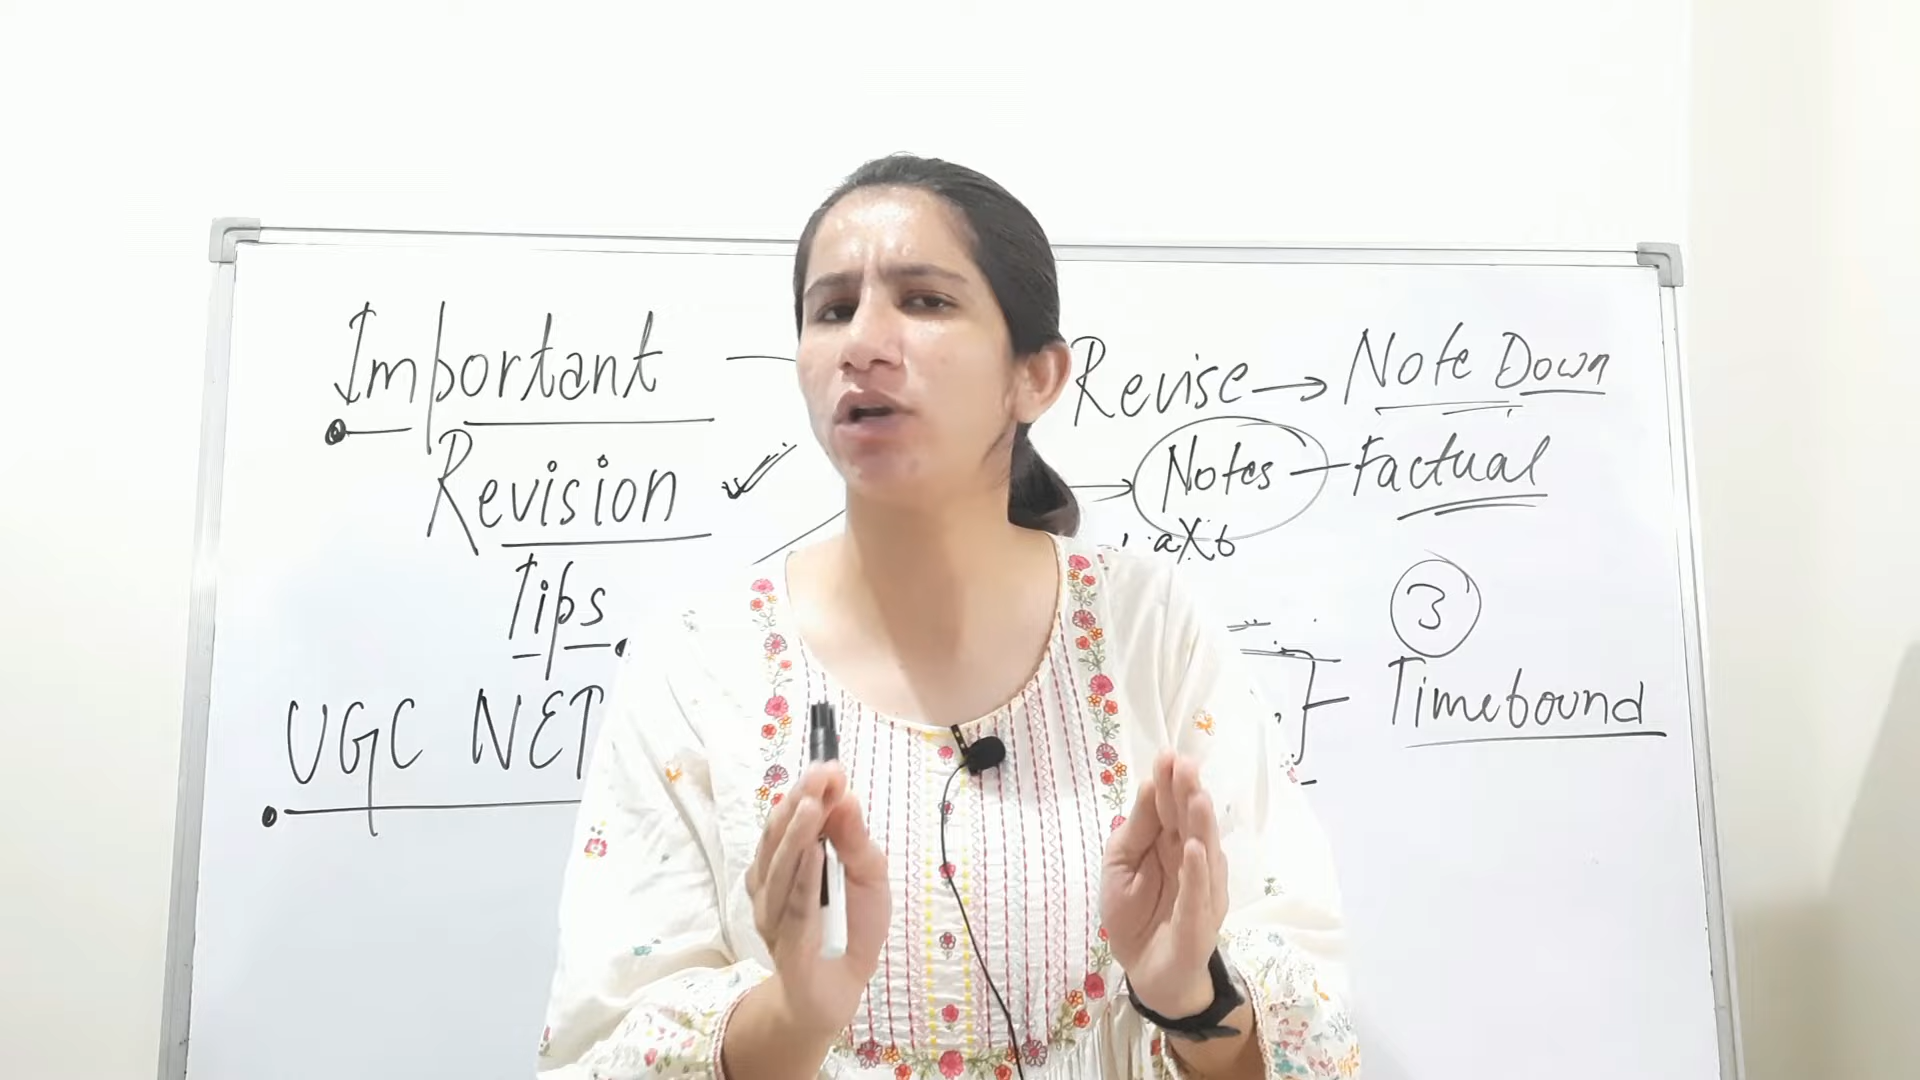 Important
Revision
Tips
UGC NET
Revise → Note Down
Notes - Factual
a X b
3
Timebound